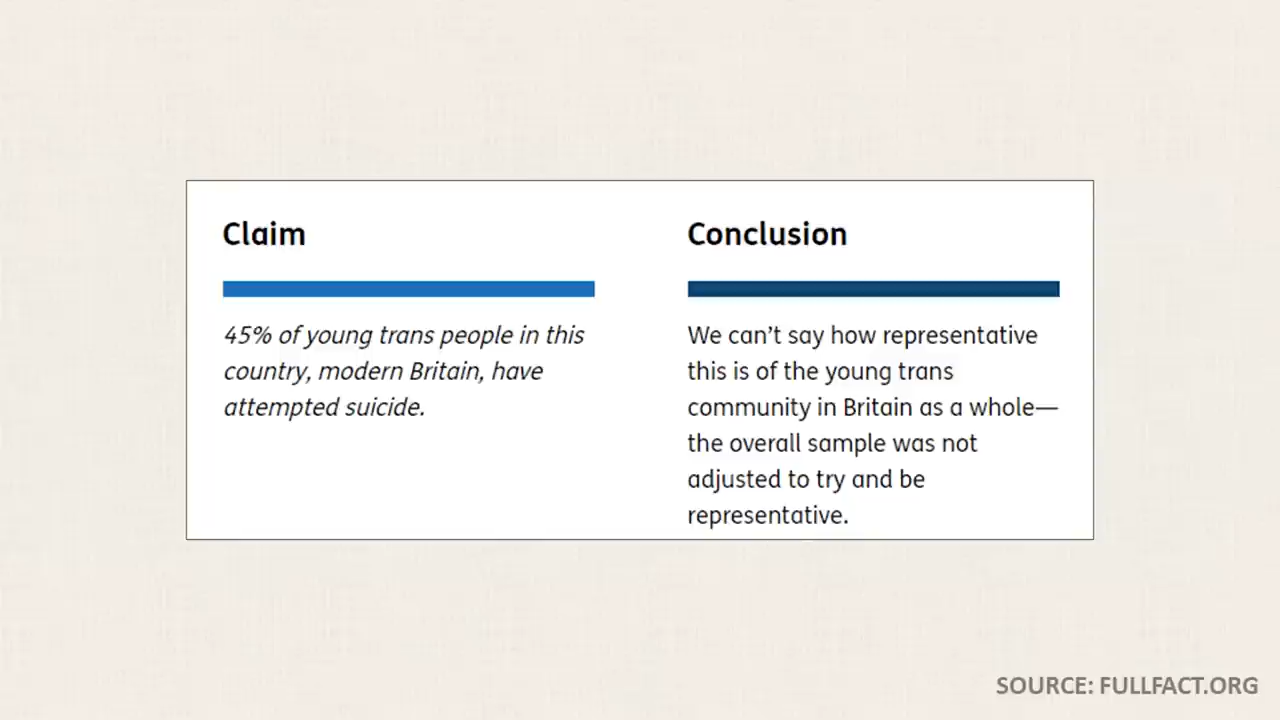 Claim
45% of young trans people in this
country, modern Britain, have
attempted suicide.
Conclusion
We can’t say how representative
this is of the young trans
community in Britain as a whole—
the overall sample was not
adjusted to try and be
representative.
SOURCE: FULLFACT.ORG